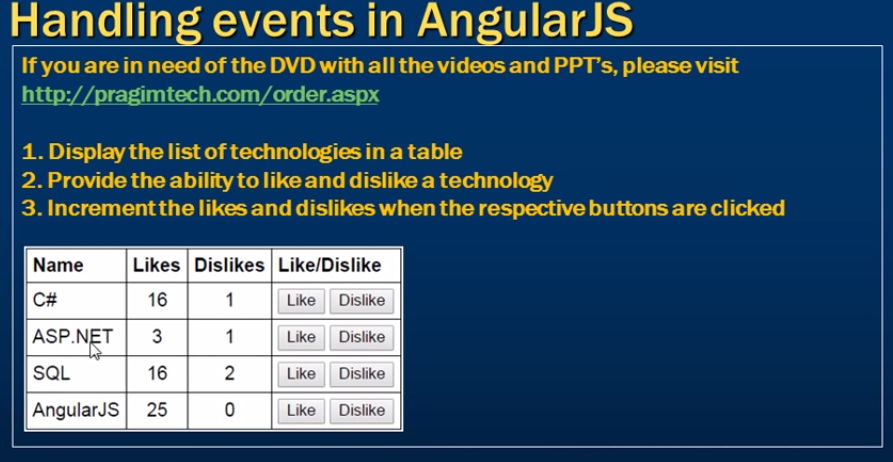 Handling events in AngularJS
If you are in need of the DVD with all the videos and PPT's, please visit
http://pragimtech.com/order.aspx
1. Display the list of technologies in a table
2. Provide the ability to like and dislike a technology
3. Increment the likes and dislikes when the respective buttons are clicked
Name Likes Dislikes Like/Dislike
C# 16 1 Like Dislike
ASP.NET 3 1 Like Dislike
SQL 16 2 Like Dislike
AngularJS 25 0 Like Dislike